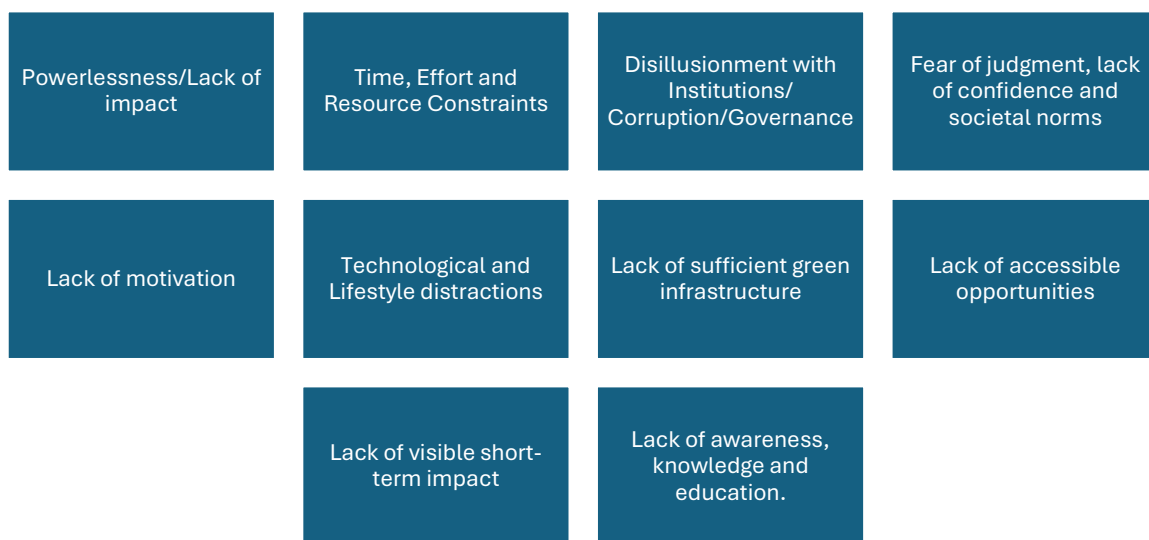 Powerlessness/Lack of
impact
Time, Effort and
Resource Constraints
Disillusionment with
Institutions/
Corruption/Governance
Fear of judgment, lack
of confidence and
societal norms
Lack of motivation
Technological and
Lifestyle distractions
Lack of sufficient green
infrastructure
Lack of accessible
opportunities
Lack of visible short-
term impact
Lack of awareness,
knowledge and
education.